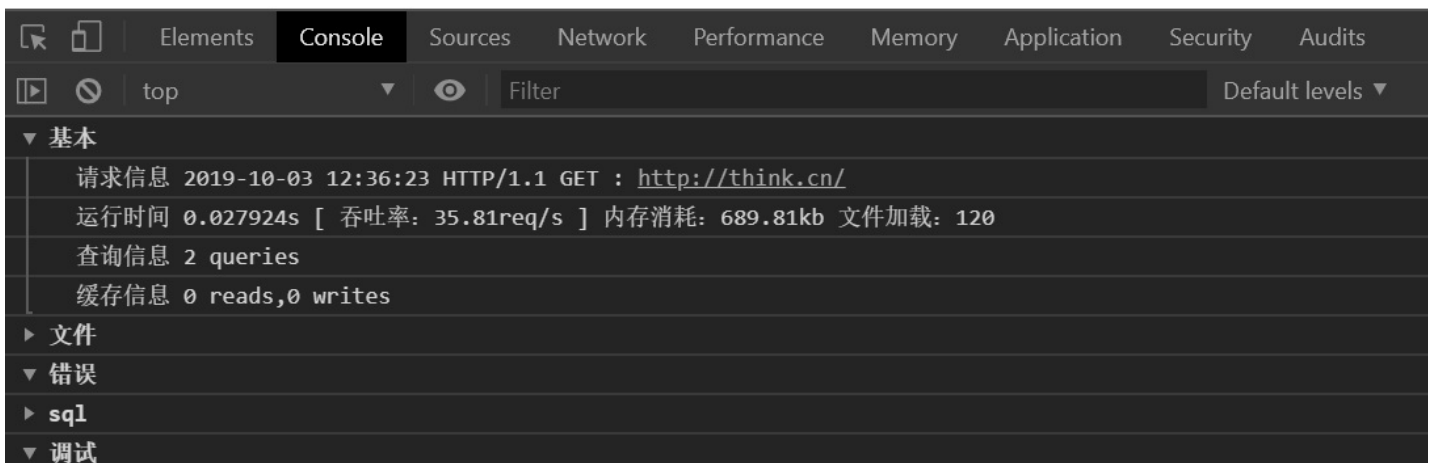 Elements Console Sources Network Performance Memory Application Security Audits
top Filter Default levels
基本
请求信息 2019-10-03 12:36:23 HTTP/1.1 GET : http://think.cn/
运行时间 0.027924s [ 吞吐率：35.81req/s ] 内存消耗：689.81kb 文件加载：120
查询信息 2 queries
缓存信息 0 reads,0 writes
文件
错误
sql
调试